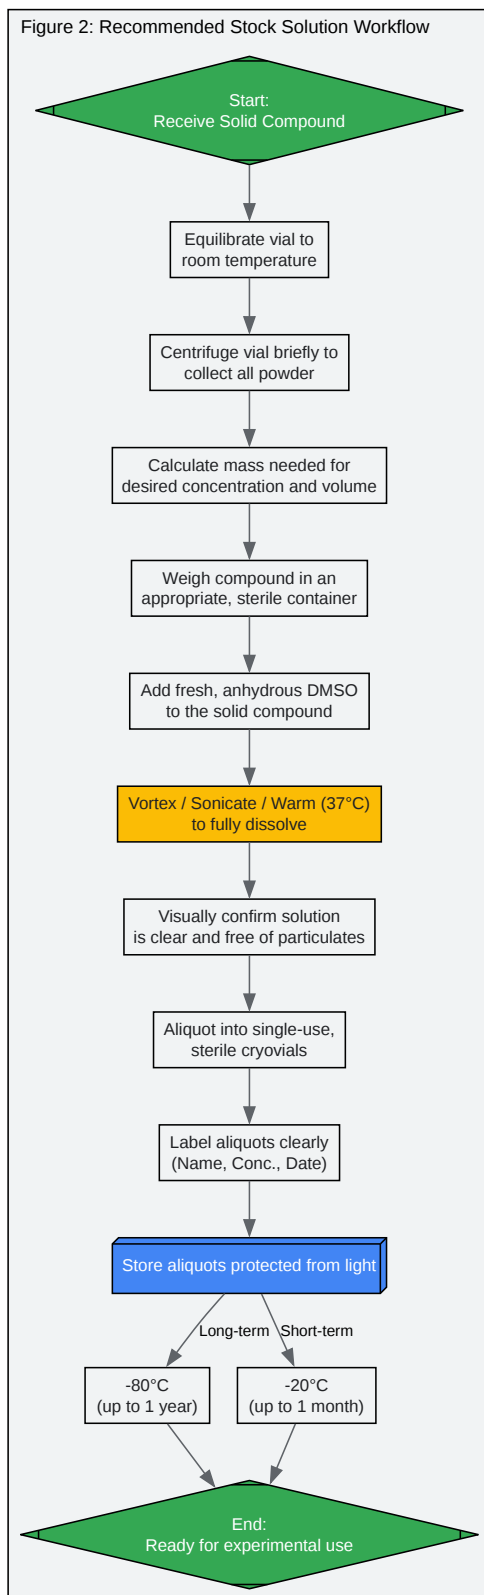 Figure 2: Recommended Stock Solution Workflow
Start:
Receive Solid Compound
Equilibrate vial to
room temperature
Centrifuge vial briefly to
collect all powder
Calculate mass needed for
desired concentration and volume
Weigh compound in an
appropriate, sterile container
Add fresh, anhydrous DMSO
to the solid compound
Vortex / Sonicate / Warm (37°C)
to fully dissolve
Visually confirm solution
is clear and free of particulates
Aliquot into single-use,
sterile cryovials
Label aliquots clearly
(Name, Conc., Date)
Store aliquots protected from light
Long-term
Short-term
-80°C
(up to 1 year)
-20°C
(up to 1 month)
End:
Ready for experimental use